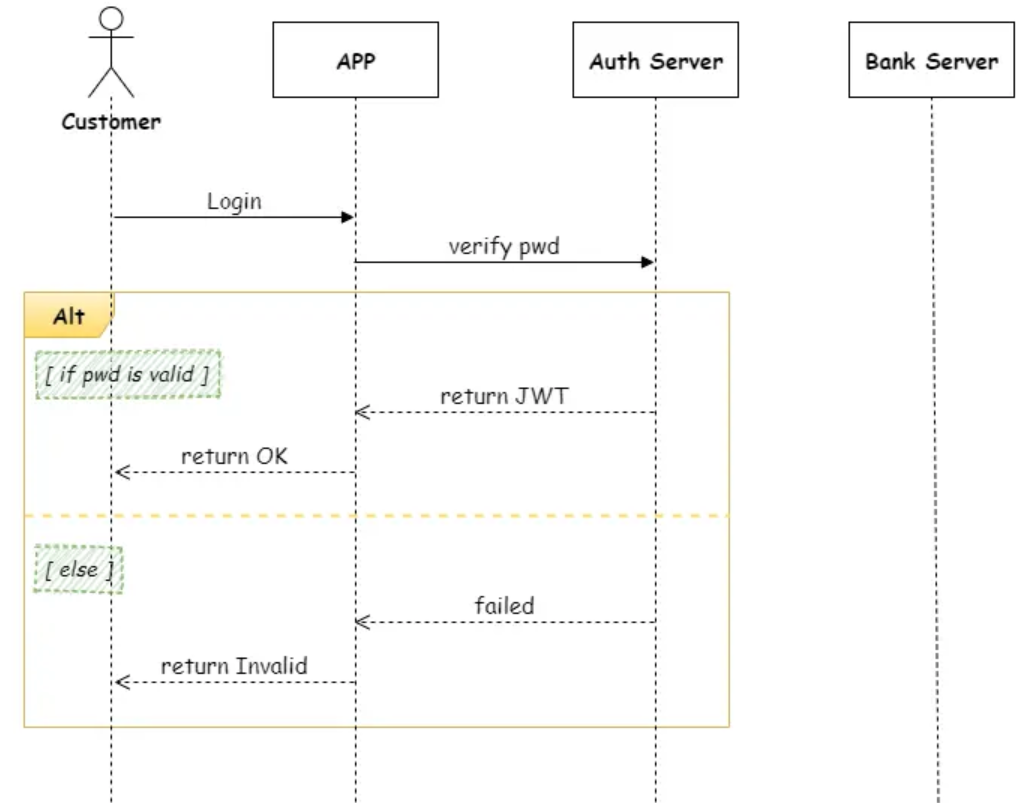 Customer
APP
Auth Server
Bank Server
Login
verify pwd
Alt
[ if pwd is valid ]
return JWT
return OK
[ else ]
failed
return Invalid